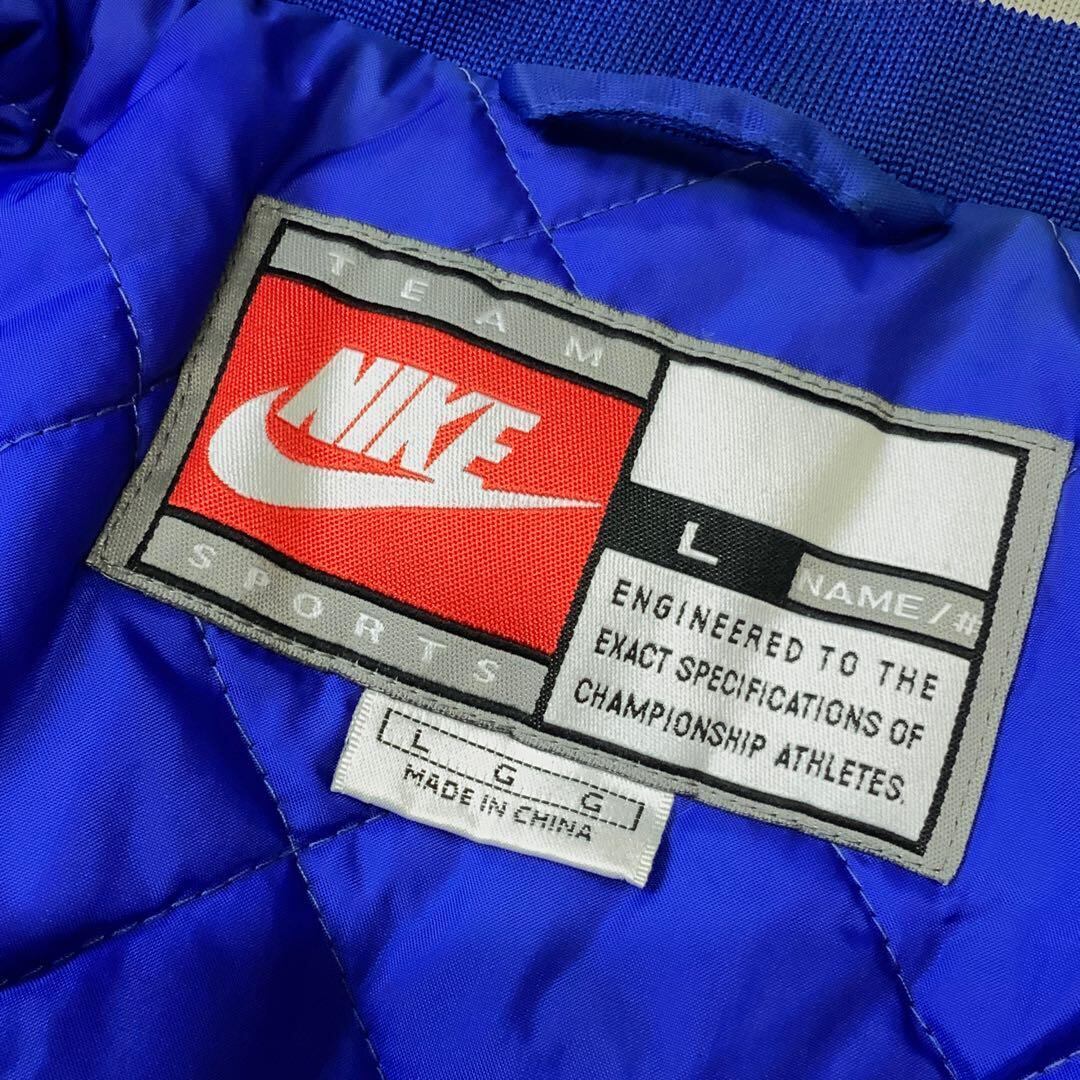 TEAM
NIKE
SPORTS
L
NAME/#
ENGINEERED TO THE
EXACT SPECIFICATIONS OF
CHAMPIONSHIP ATHLETES.
L G G
MADE IN CHINA